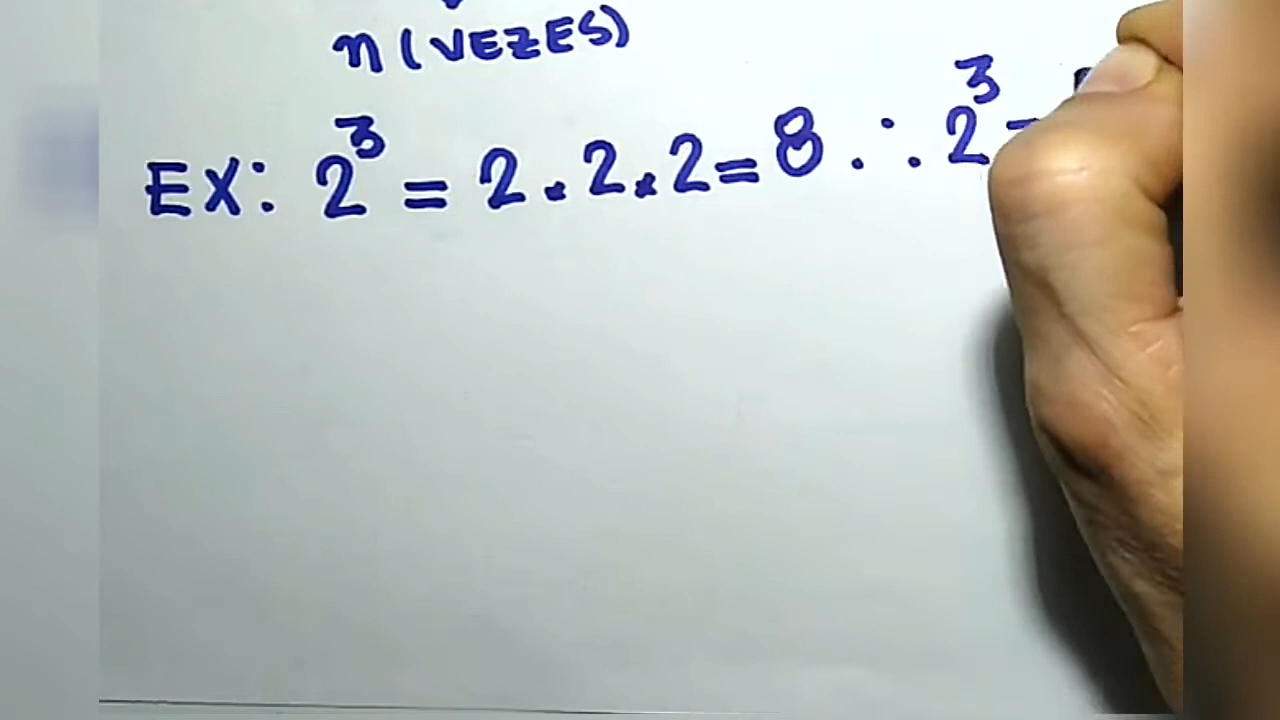 n (VEZES)
EX: 2³ = 2 . 2 . 2 = 8 ∴ 2³ =